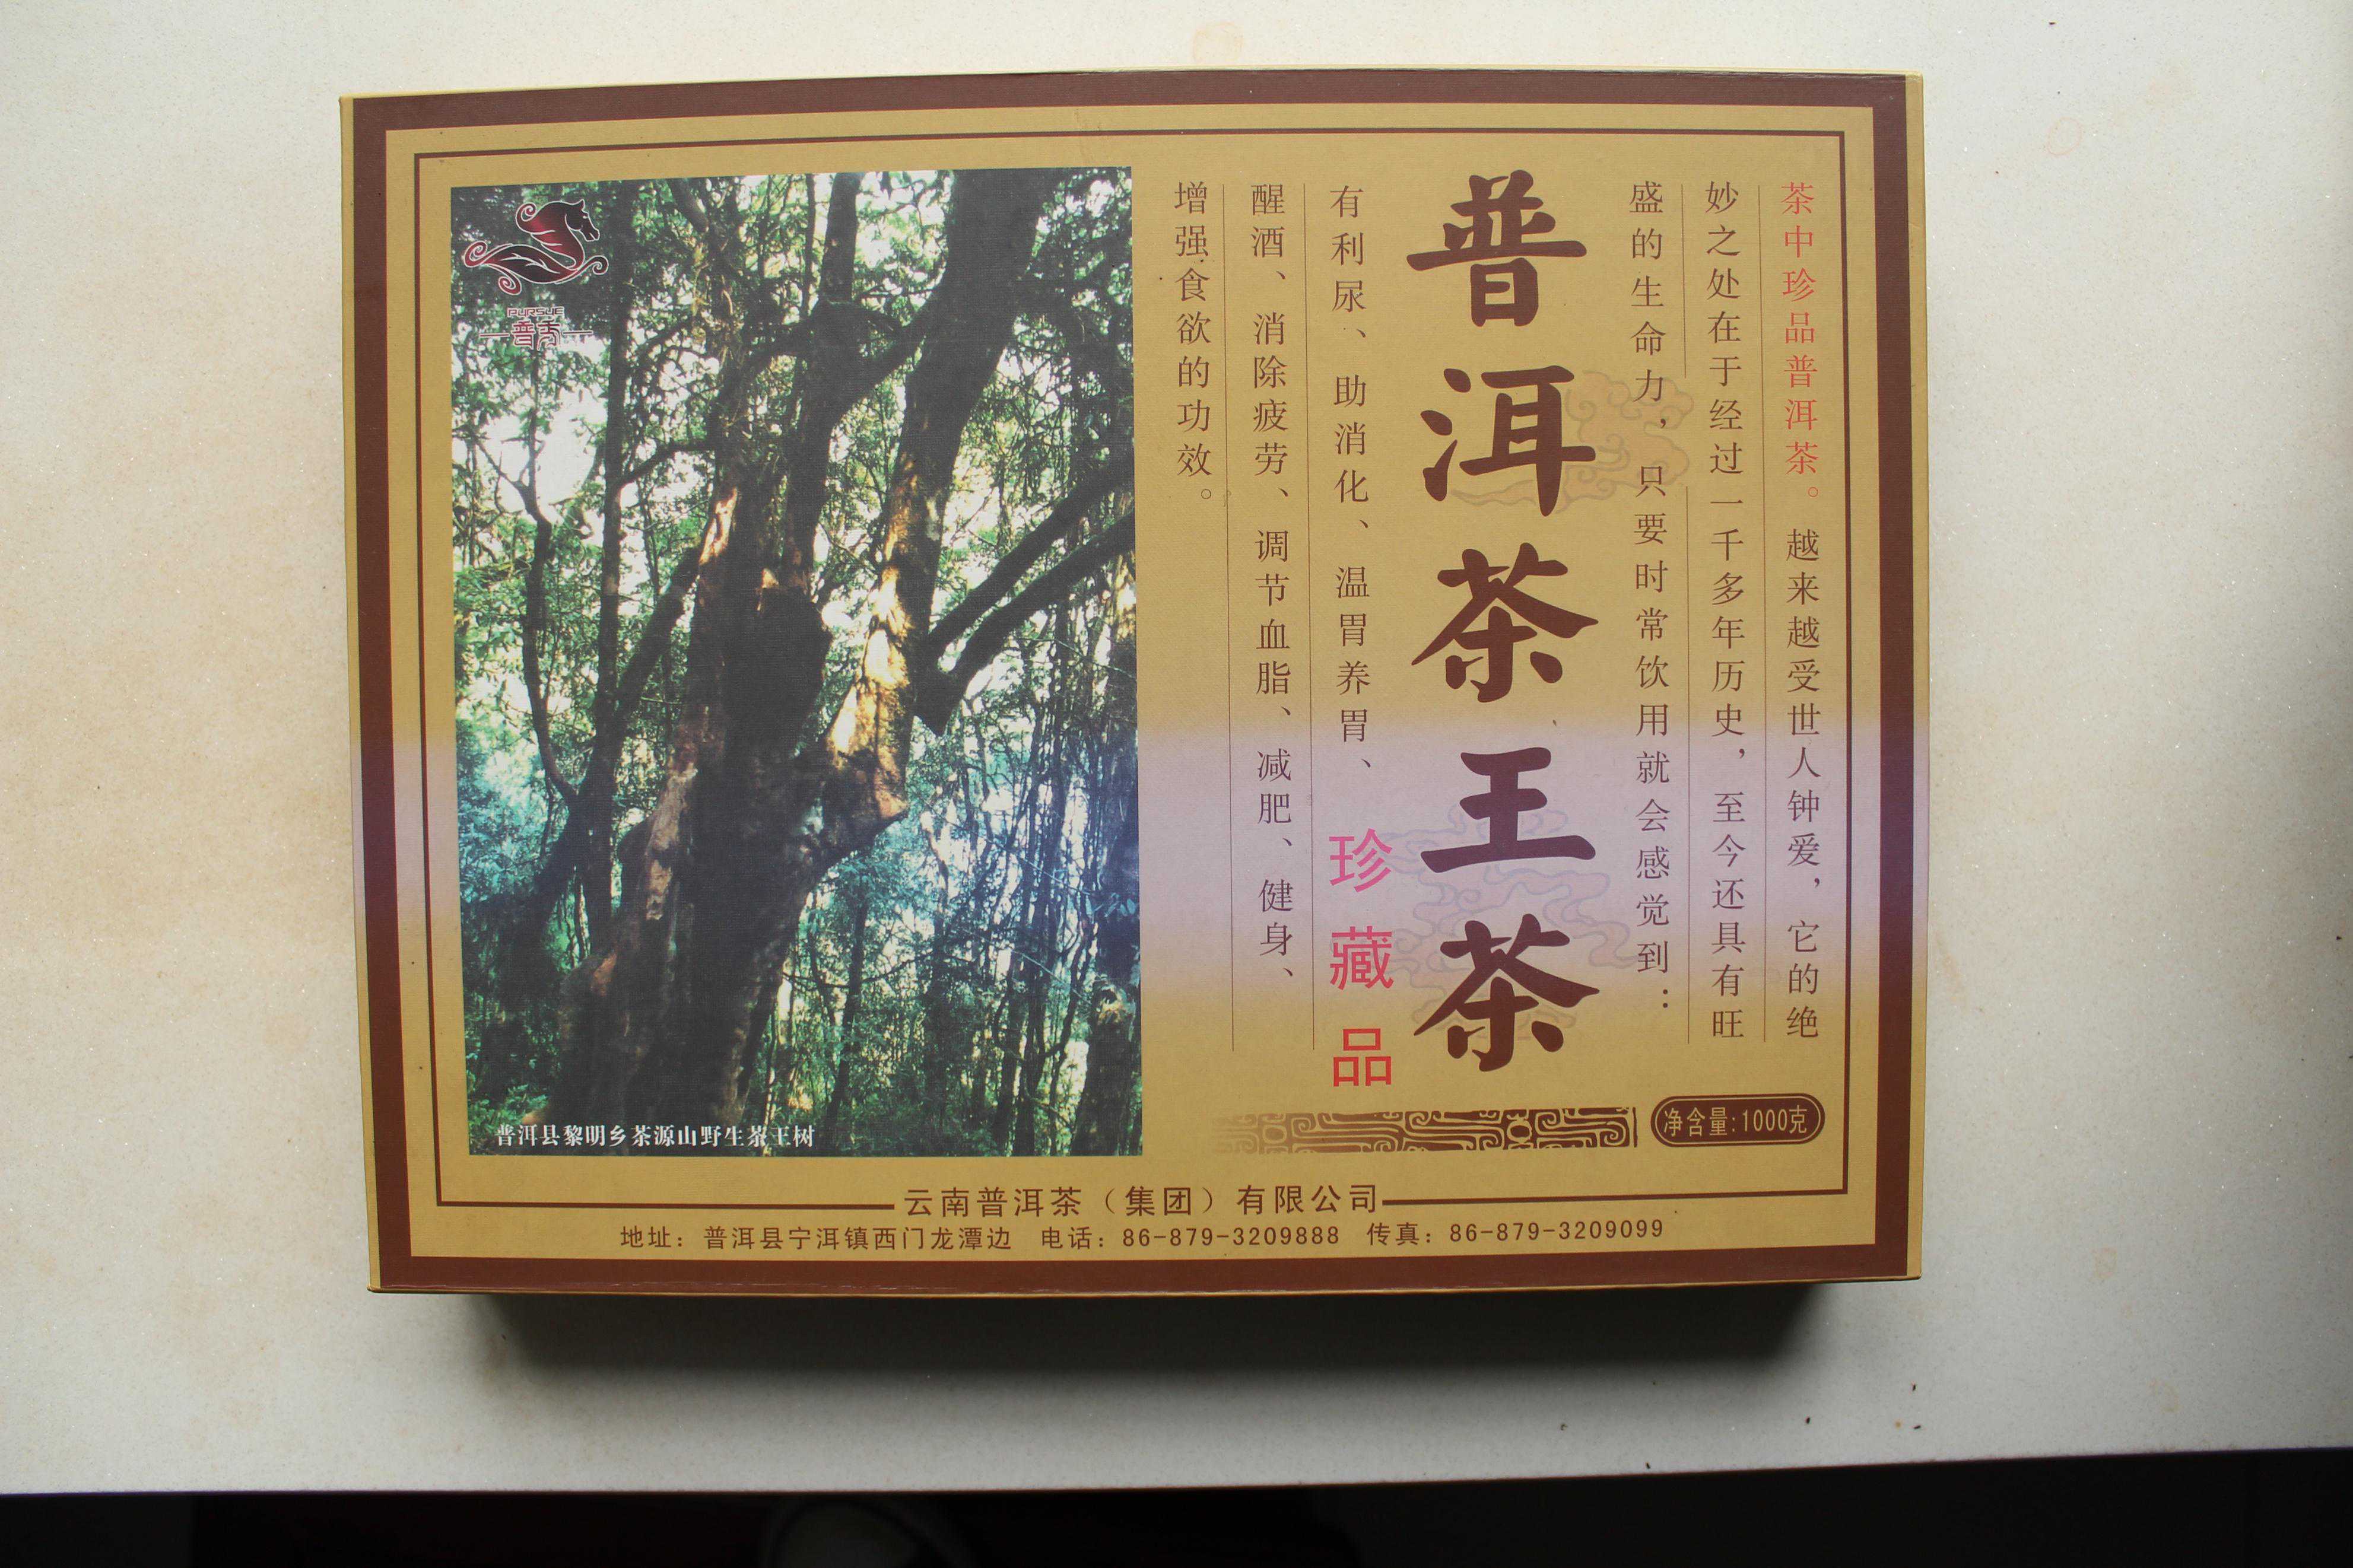 茶中珍品普洱茶。越来越受世人钟爱，它的绝
妙之处在于经过一千多年历史，至今还具有旺
盛的生命力，只要时常饮用就会感觉到：
普洱茶王茶
珍藏品
有利尿、助消化、温胃养胃、
醒酒、消除疲劳、调节血脂、减肥、健身、
增强食欲的功效。
PURSUE
普秀
普洱县黎明乡茶源山野生茶王树
净含量:1000克
云南普洱茶（集团）有限公司
地址：普洱县宁洱镇西门龙潭边 电话：86-879-3209888 传真：86-879-3209099